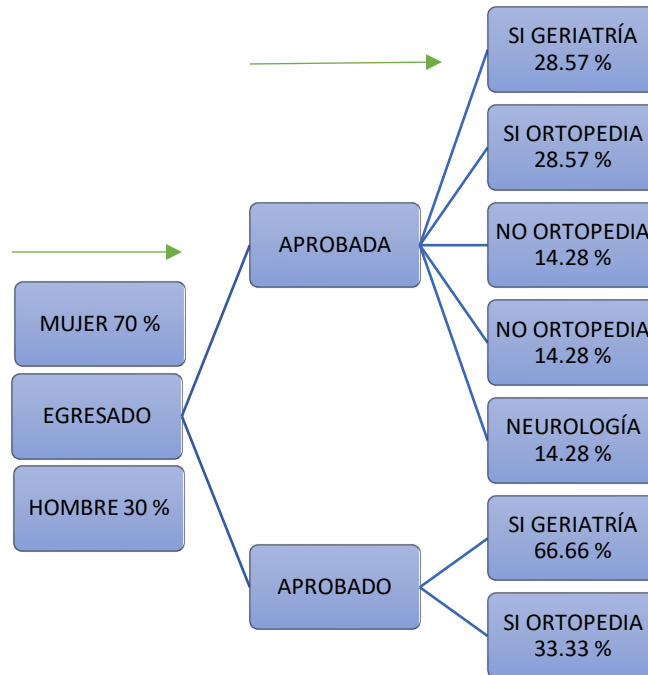 MUJER 70 %
EGRESADO
HOMBRE 30 %
APROBADA
APROBADO
SI GERIATRÍA
28.57 %
SI ORTOPEDIA
28.57 %
NO ORTOPEDIA
14.28 %
NO ORTOPEDIA
14.28 %
NEUROLOGÍA
14.28 %
SI GERIATRÍA
66.66 %
SI ORTOPEDIA
33.33 %